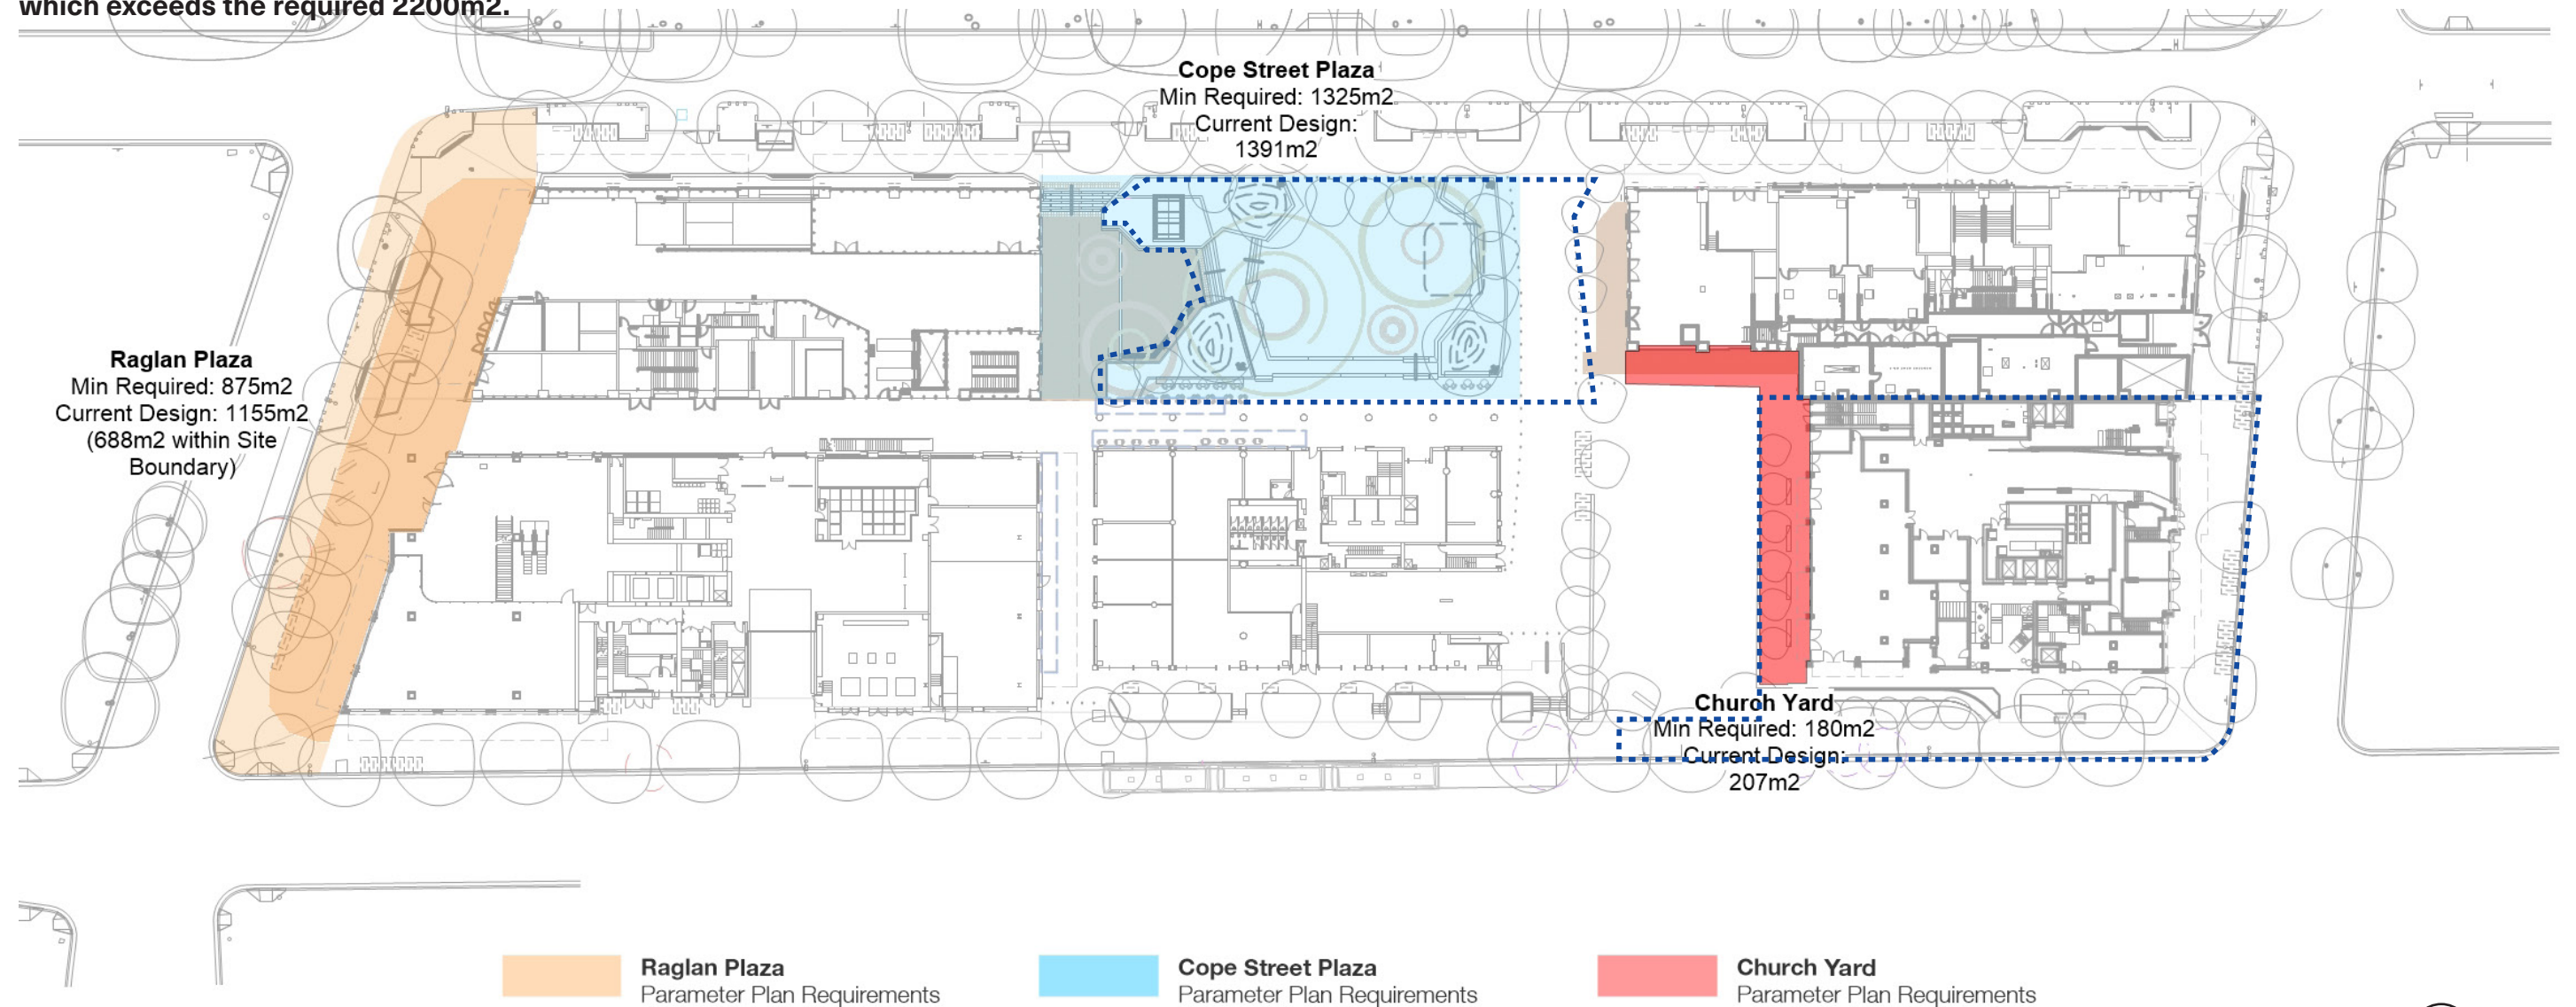 which exceeds the required 2200m2.
Cope Street Plaza
Min Required: 1325m2
Current Design:
1391m2
Raglan Plaza
Min Required: 875m2
Current Design: 1155m2
(688m2 within Site
Boundary)
Church Yard
Min Required: 180m2
Current Design:
207m2
Raglan Plaza
Parameter Plan Requirements
Cope Street Plaza
Parameter Plan Requirements
Church Yard
Parameter Plan Requirements